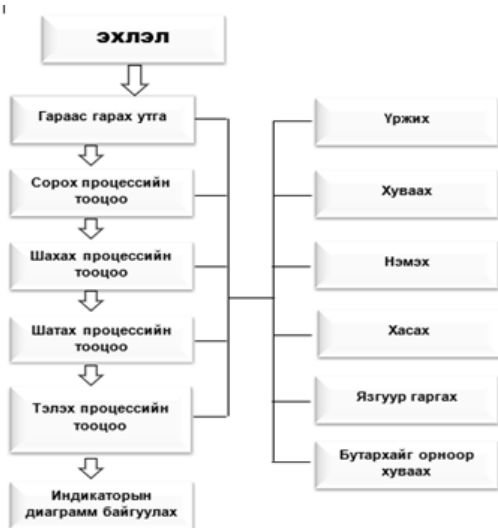 ЭХЛЭЛ
Гараас гарах утга
Сорох процессийн
тооцоо
Шахах процессийн
тооцоо
Шатах процессийн
тооцоо
Тэлэх процессийн
тооцоо
Индикаторын
диаграмм байгуулах
Үржих
Хуваах
Нэмэх
Хасах
Язгуур гаргах
Бутархайг орноор
хуваах